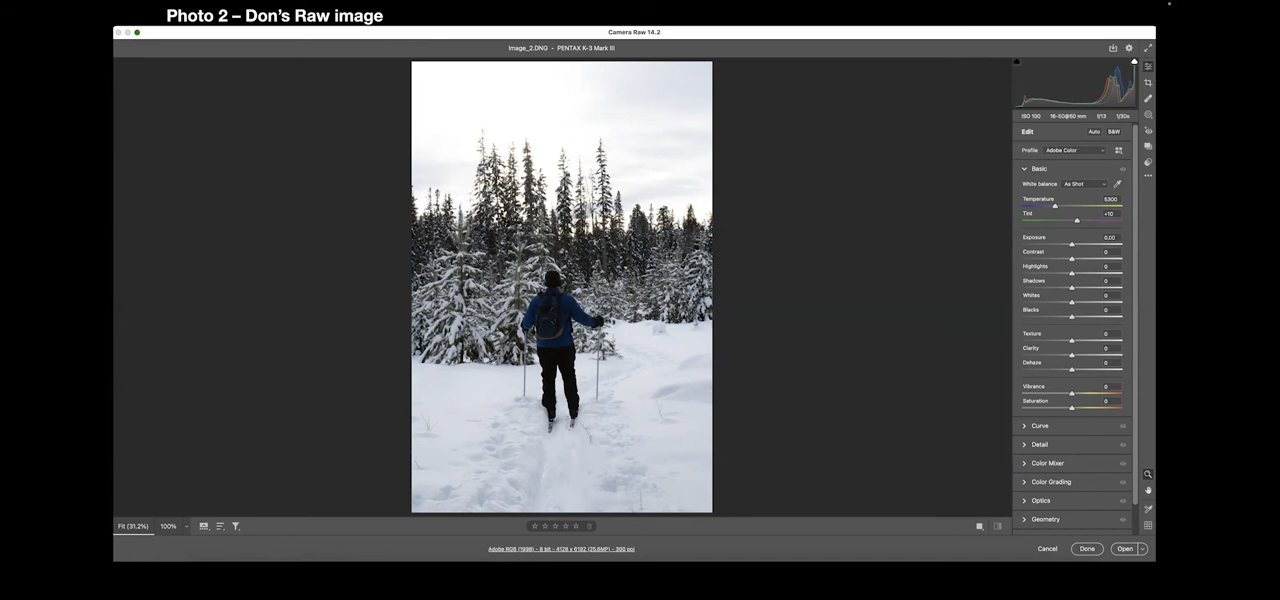 Photo 2 – Don's Raw image
Camera Raw 14.2
Image_2.DNG - PENTAX K-3 Mark III
ISO 100 16-50@50 mm f/13 1/30s
Edit Auto B&W
Profile Adobe Color
Basic
White balance As Shot
Temperature 5300
Tint +10
Exposure 0.00
Contrast 0
Highlights 0
Shadows 0
Whites 0
Blacks 0
Texture 0
Clarity 0
Dehaze 0
Vibrance 0
Saturation 0
Curve
Detail
Color Mixer
Color Grading
Optics
Geometry
Fit (31.2%) 100%
Adobe RGB (1998) - 8 bit - 4128 x 6192 (25.6MP) - 300 ppi
Cancel Done Open